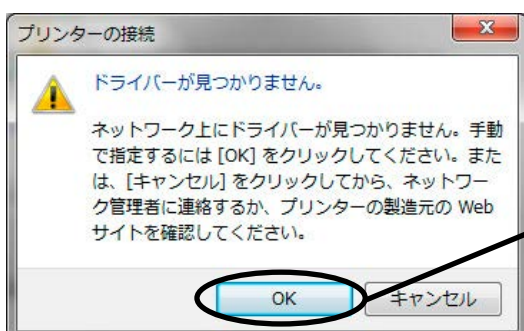 プリンターの接続
ドライバーが見つかりません。
ネットワーク上にドライバーが見つかりません。手動
で指定するには [OK] をクリックしてください。また
は、[キャンセル] をクリックしてから、ネットワー
ク管理者に連絡するか、プリンターの製造元の Web
サイトを確認してください。
OK
キャンセル